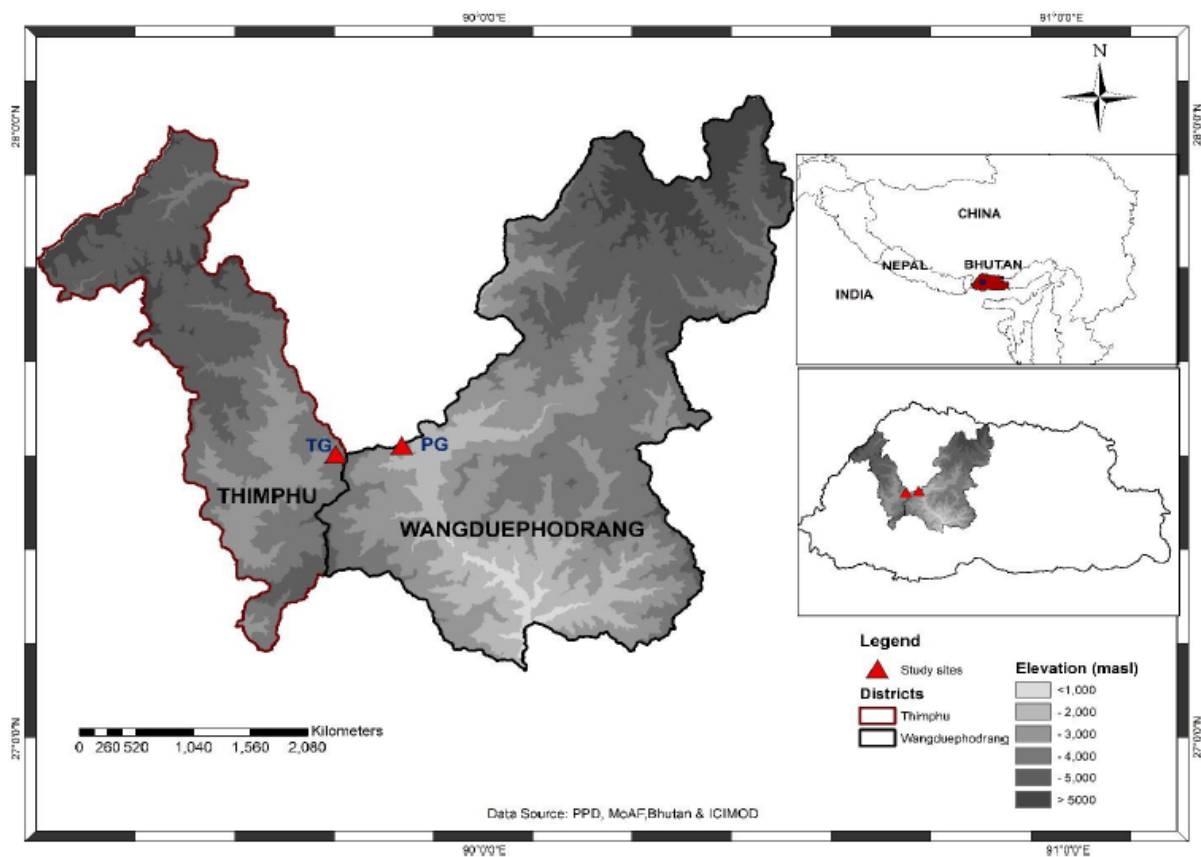 90°0'0"E
91°0'0"E
28°0'0"N
28°0'0"N
N
CHINA
NEPAL
BHUTAN
INDIA
TG
PG
THIMPHU
WANGDUEPHODRANG
Legend
Study sites
Districts
Thimphu
Wangduephodrang
Elevation (masl)
<1,000
- 2,000
- 3,000
- 4,000
- 5,000
> 5000
Kilometers
0 260 520 1,040 1,560 2,080
27°0'0"N
27°0'0"N
Data Source: PPD, MoAF,Bhutan & ICIMOD
90°0'0"E
91°0'0"E